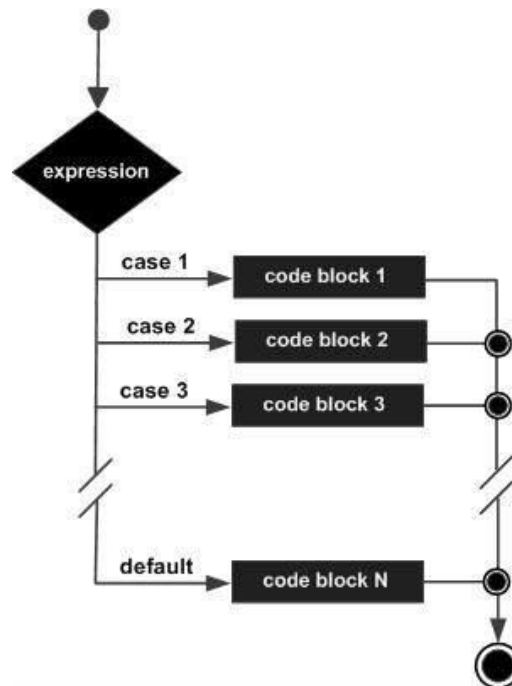 expression
case 1
code block 1
case 2
code block 2
case 3
code block 3
default
code block N